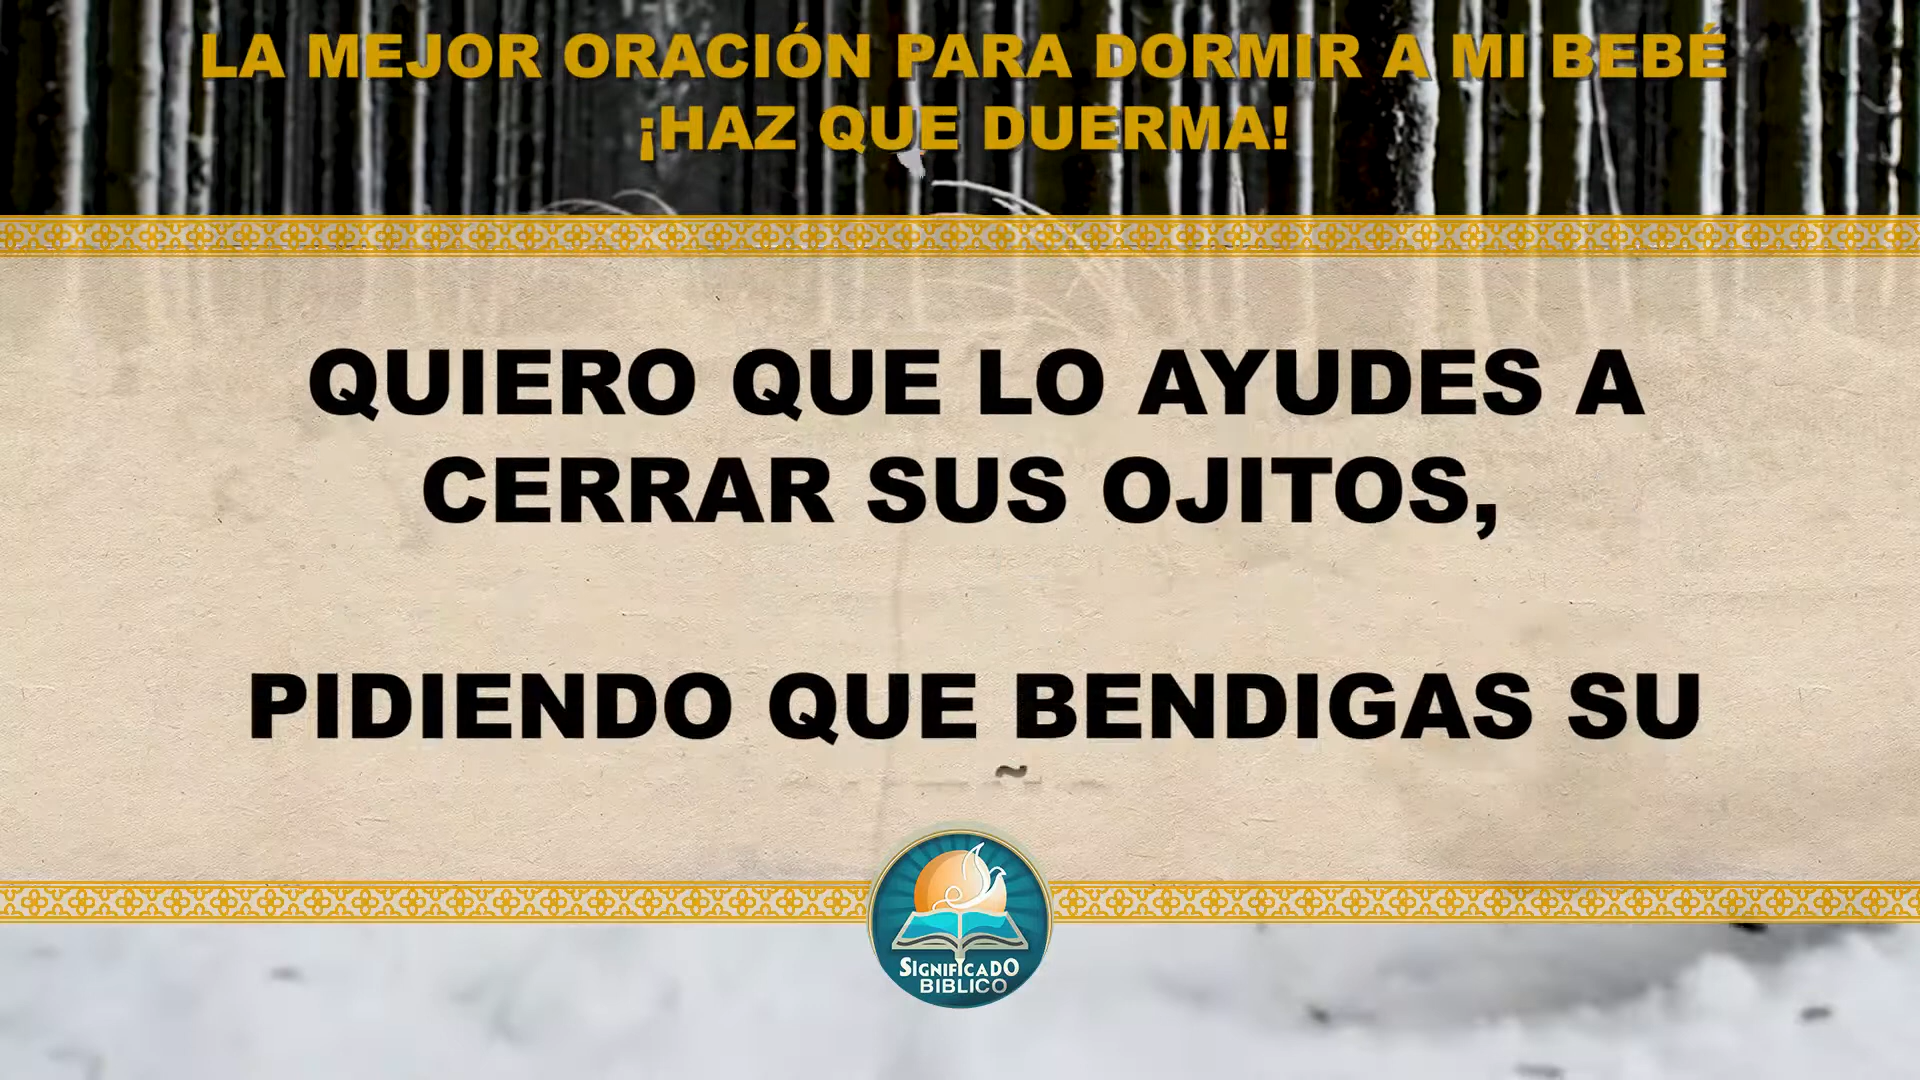 LA MEJOR ORACIÓN PARA DORMIR A MI BEBÉ
¡HAZ QUE DUERMA!
QUIERO QUE LO AYUDES A
CERRAR SUS OJITOS,
PIDIENDO QUE BENDIGAS SU
SIGNIFICADO
BIBLICO